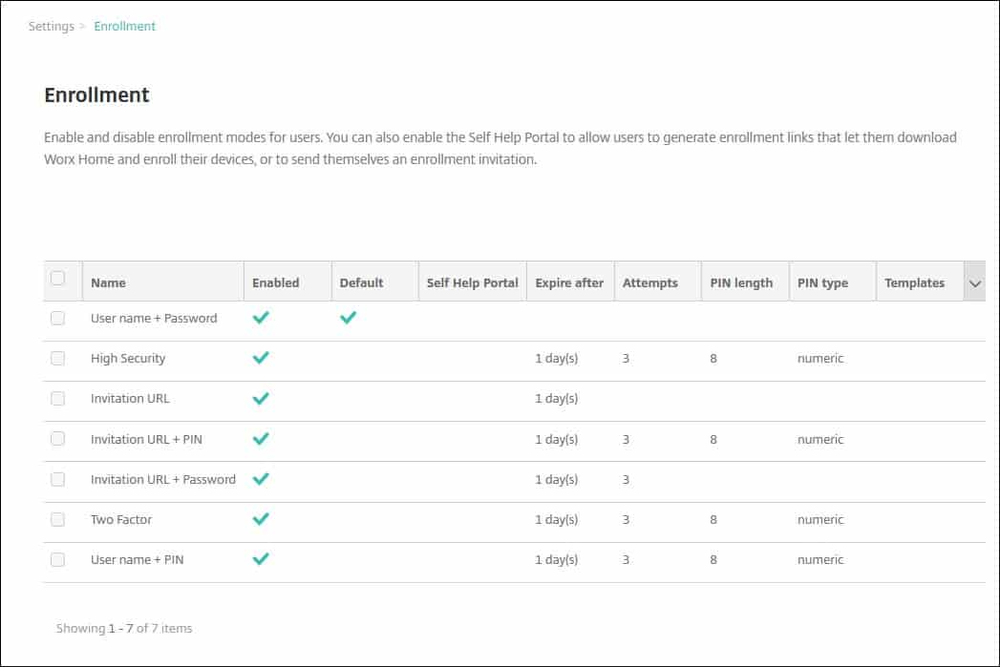 Settings > Enrollment
Enrollment
Enable and disable enrollment modes for users. You can also enable the Self Help Portal to allow users to generate enrollment links that let them download
Worx Home and enroll their devices, or to send themselves an enrollment invitation.
Name Enabled Default Self Help Portal Expire after Attempts PIN length PIN type Templates
User name + Password
High Security 1 day(s) 3 8 numeric
Invitation URL 1 day(s)
Invitation URL + PIN 1 day(s) 3 8 numeric
Invitation URL + Password 1 day(s) 3
Two Factor 1 day(s) 3 8 numeric
User name + PIN 1 day(s) 3 8 numeric
Showing 1 - 7 of 7 items